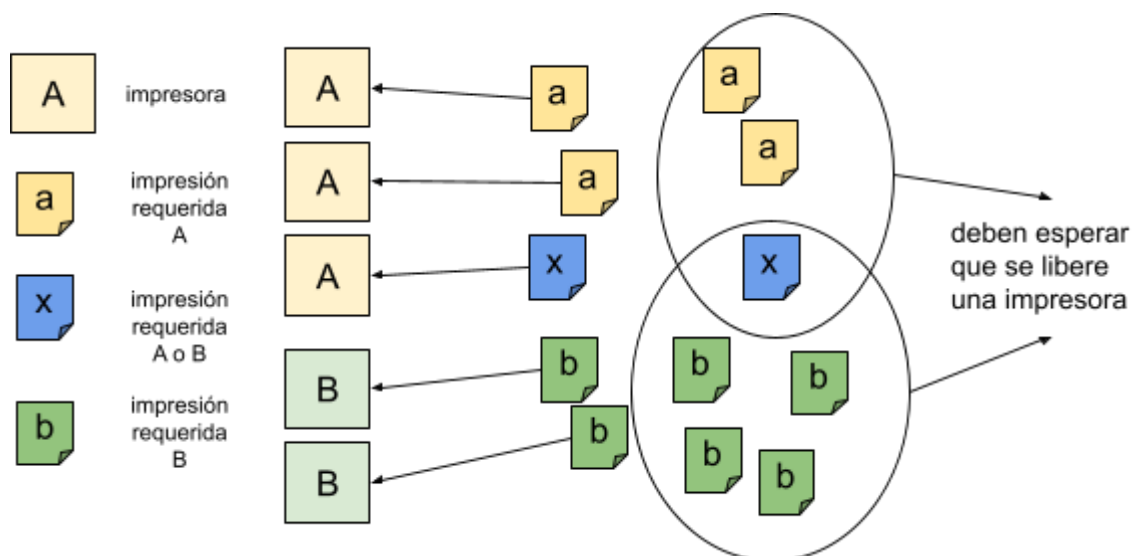 A
impresora
a
impresión
requerida
A
x
impresión
requerida
A o B
b
impresión
requerida
B
A
A
A
B
B
a
a
x
b
b
a
a
x
b
b
b
b
deben esperar
que se libere
una impresora